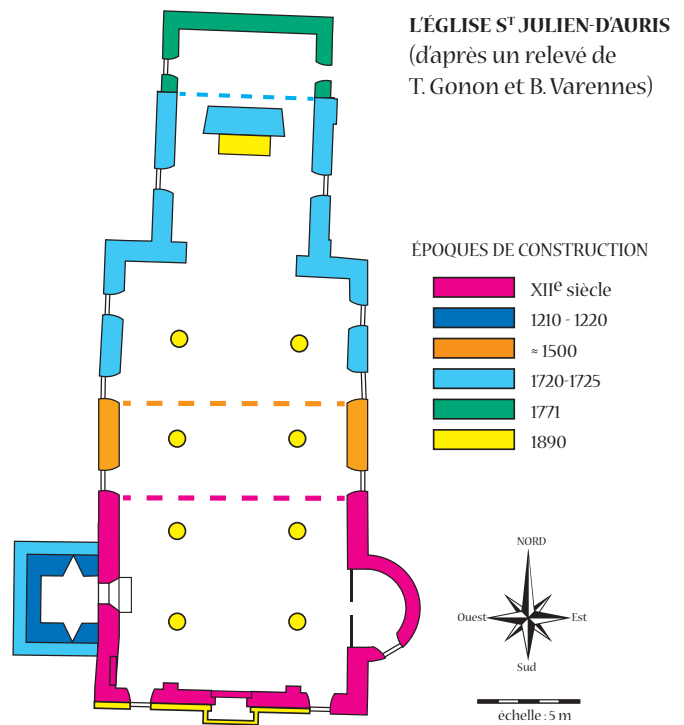 L'ÉGLISE Sᵀ JULIEN-D'AURIS
(d'après un relevé de
T. Gonon et B. Varennes)
ÉPOQUES DE CONSTRUCTION
XIIᵉ siècle
1210 - 1220
≈ 1500
1720-1725
1771
1890
NORD
Ouest Est
Sud
échelle : 5 m